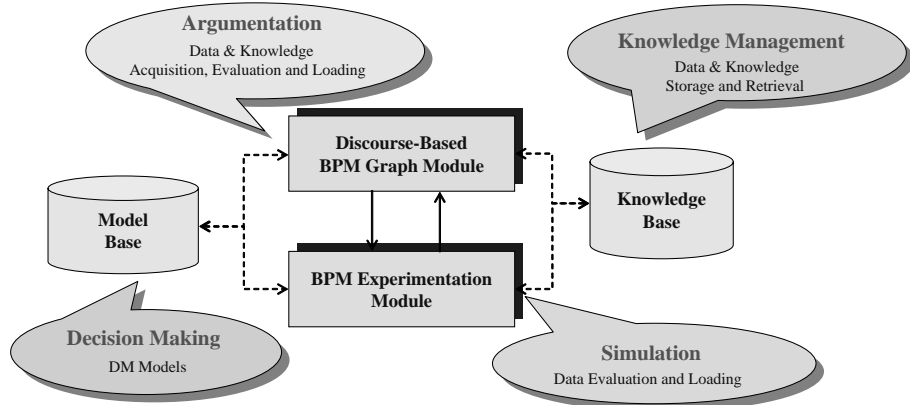 Argumentation
Data & Knowledge
Acquisition, Evaluation and Loading
Knowledge Management
Data & Knowledge
Storage and Retrieval
Discourse-Based
BPM Graph Module
Model
Base
Knowledge
Base
BPM Experimentation
Module
Decision Making
DM Models
Simulation
Data Evaluation and Loading